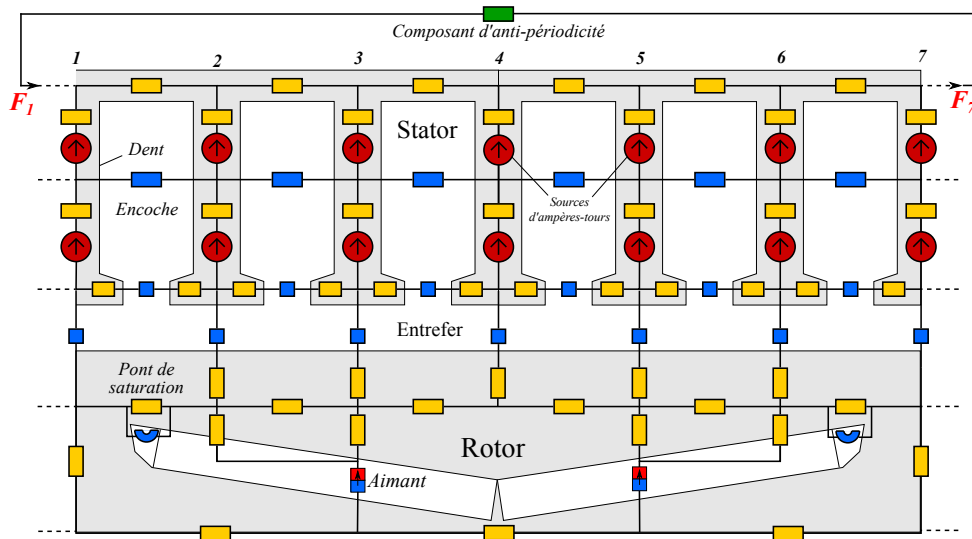 Composant d'anti-périodicité
1 2 3 4 5 6 7
F1
F7
Stator
Dent
Encoche
Sources
d'ampères-tours
Entrefer
Pont de
saturation
Rotor
Aimant